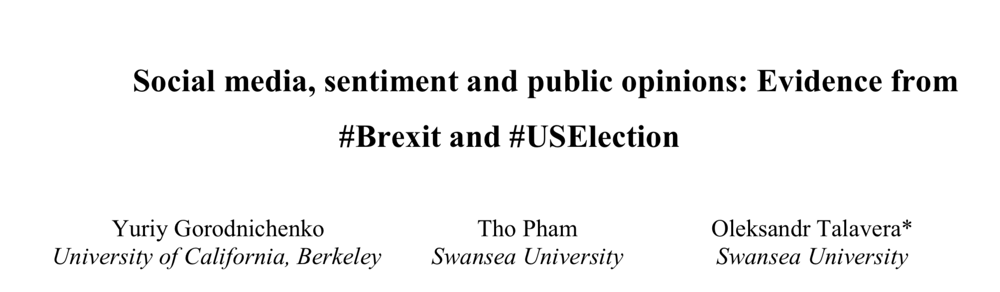 Social media, sentiment and public opinions: Evidence from
#Brexit and #USElection
Yuriy Gorodnichenko Tho Pham Oleksandr Talavera*
University of California, Berkeley Swansea University Swansea University